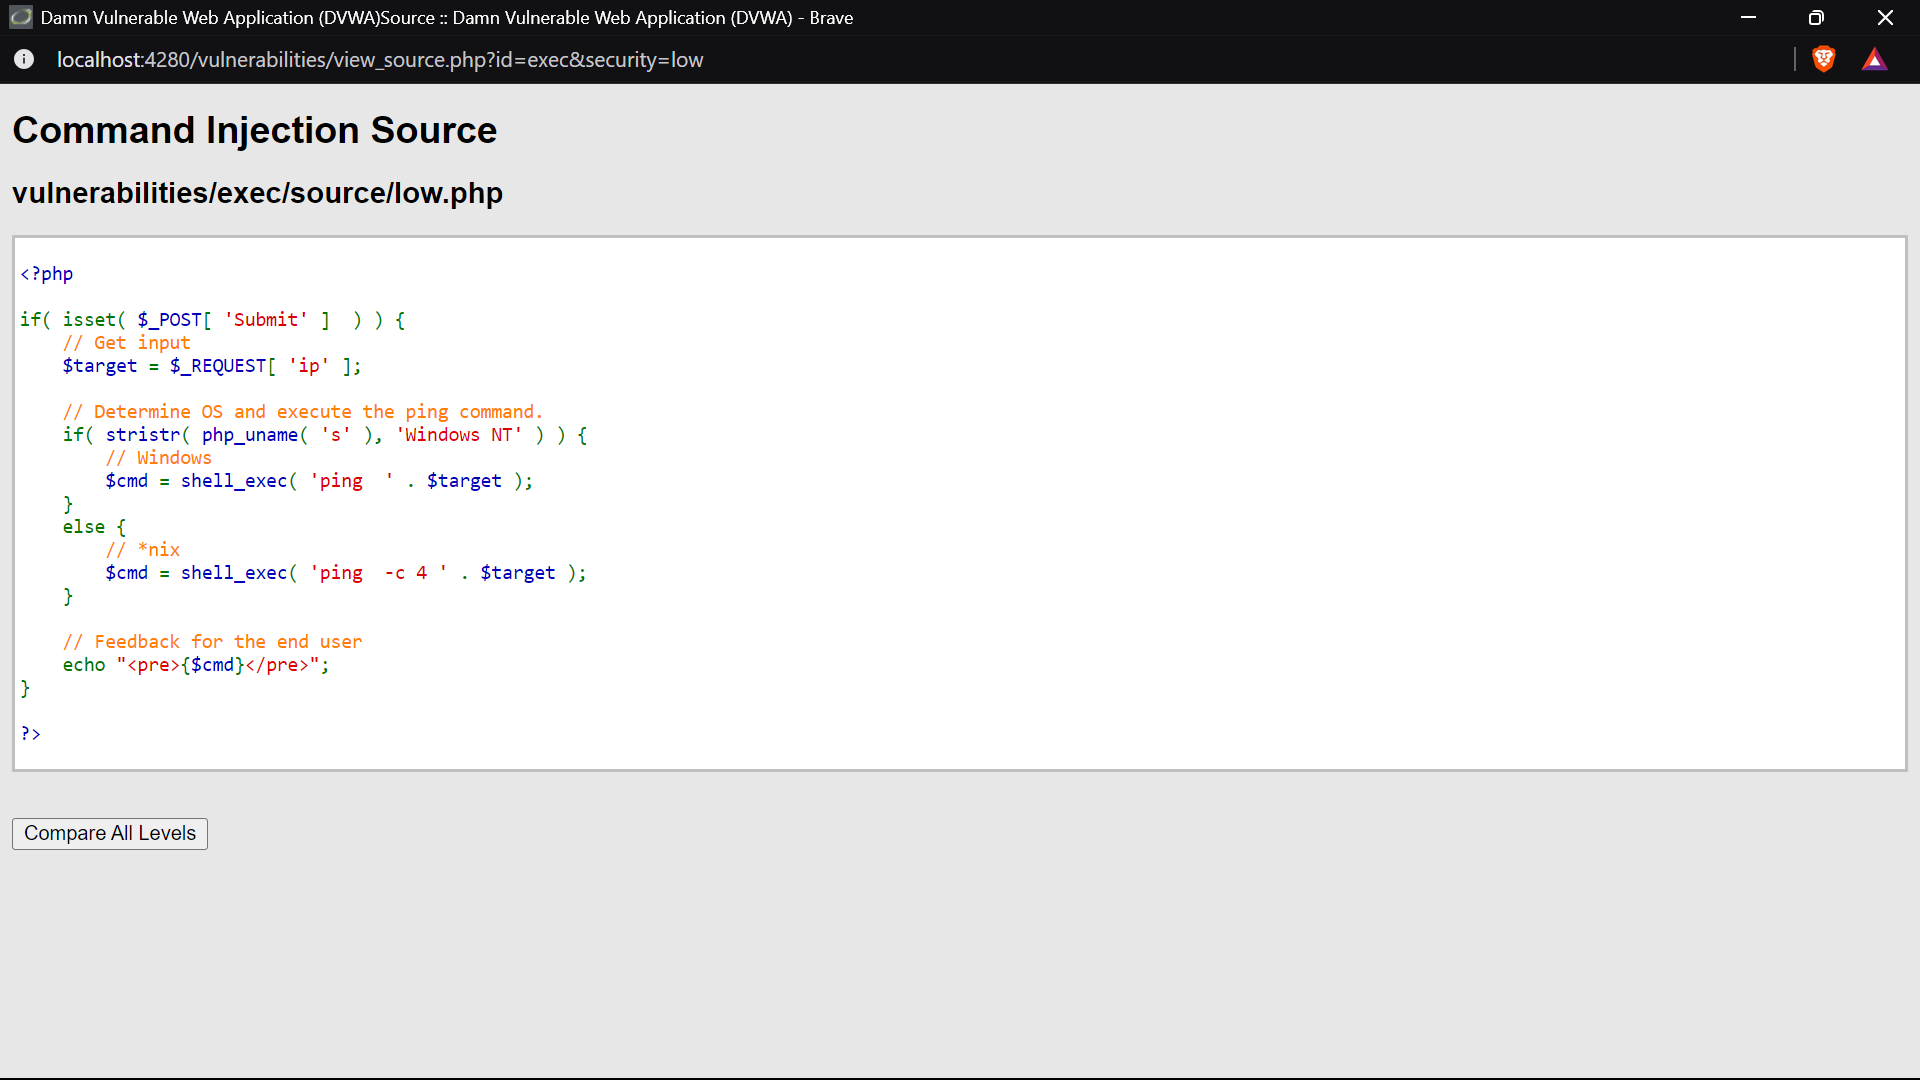 Damn Vulnerable Web Application (DVWA)Source :: Damn Vulnerable Web Application (DVWA) - Brave
localhost:4280/vulnerabilities/view_source.php?id=exec&security=low
Command Injection Source
vulnerabilities/exec/source/low.php
<?php
if( isset( $_POST[ 'Submit' ]  ) ) {
    // Get input
    $target = $_REQUEST[ 'ip' ];
    // Determine OS and execute the ping command.
    if( stristr( php_uname( 's' ), 'Windows NT' ) ) {
        // Windows
        $cmd = shell_exec( 'ping  ' . $target );
    }
    else {
        // *nix
        $cmd = shell_exec( 'ping  -c 4 ' . $target );
    }
    // Feedback for the end user
    echo "<pre>{$cmd}</pre>";
}
?>
Compare All Levels